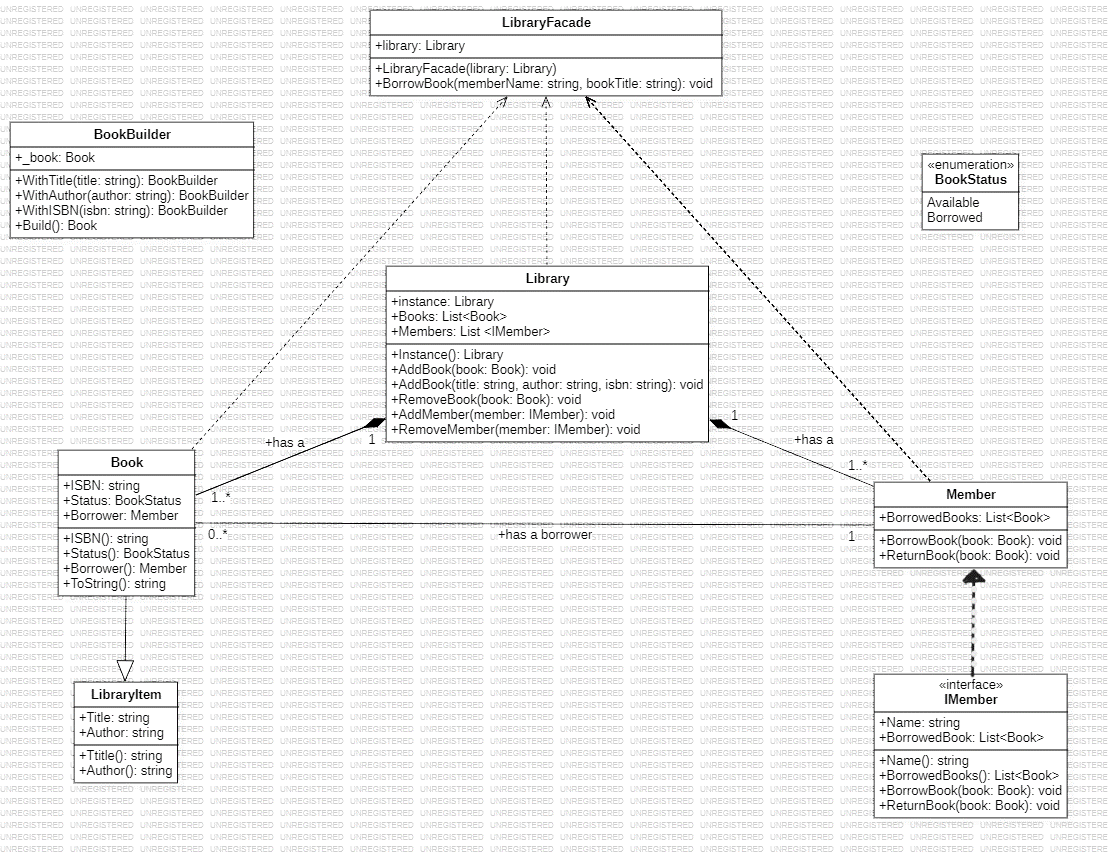 LibraryFacade
+library: Library
+LibraryFacade(library: Library)
+BorrowBook(memberName: string, bookTitle: string): void
BookBuilder
+_book: Book
+WithTitle(title: string): BookBuilder
+WithAuthor(author: string): BookBuilder
+WithISBN(isbn: string): BookBuilder
+Build(): Book
«enumeration»
BookStatus
Available
Borrowed
Library
+instance: Library
+Books: List<Book>
+Members: List <IMember>
+Instance(): Library
+AddBook(book: Book): void
+AddBook(title: string, author: string, isbn: string): void
+RemoveBook(book: Book): void
+AddMember(member: IMember): void
+RemoveMember(member: IMember): void
+has a
1
1..*
1
+has a
1..*
Book
+ISBN: string
+Status: BookStatus
+Borrower: Member
+ISBN(): string
+Status(): BookStatus
+Borrower(): Member
+ToString(): string
0..*
+has a borrower
1
Member
+BorrowedBooks: List<Book>
+BorrowBook(book: Book): void
+ReturnBook(book: Book): void
LibraryItem
+Title: string
+Author: string
+Ttitle(): string
+Author(): string
«interface»
IMember
+Name: string
+BorrowedBook: List<Book>
+Name(): string
+BorrowedBooks(): List<Book>
+BorrowBook(book: Book): void
+ReturnBook(book: Book): void
UNREGISTERED